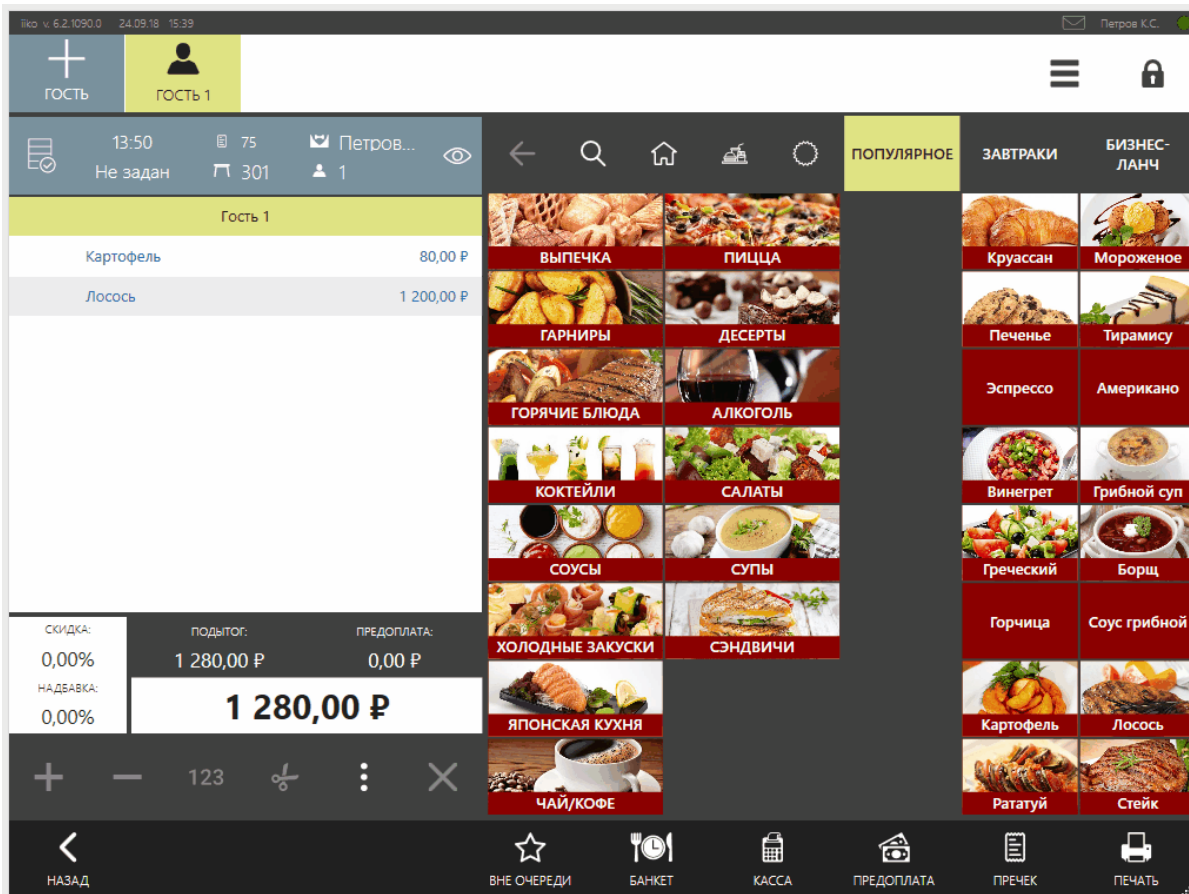 iiko v. 6.2.1090.0 24.09.18 15:39 Петров К.С.
ГОСТЬ ГОСТЬ 1
13:50 75 Петров...
Не задан 301 1
ПОПУЛЯРНОЕ ЗАВТРАКИ БИЗНЕС-
ЛАНЧ
Гость 1
Картофель 80,00 ₽
Лосось 1 200,00 ₽
СКИДКА: ПОДЫТОГ: ПРЕДОПЛАТА:
0,00% 1 280,00 ₽ 0,00 ₽
НАДБАВКА:
0,00% 1 280,00 ₽
123
ВЫПЕЧКА ПИЦЦА Круассан Мороженое
ГАРНИРЫ ДЕСЕРТЫ Печенье Тирамису
Эспрессо Американо
ГОРЯЧИЕ БЛЮДА АЛКОГОЛЬ
КОКТЕЙЛИ САЛАТЫ Винегрет Грибной суп
СОУСЫ СУПЫ Греческий Борщ
Горчица Соус грибной
ХОЛОДНЫЕ ЗАКУСКИ СЭНДВИЧИ
ЯПОНСКАЯ КУХНЯ Картофель Лосось
ЧАЙ/КОФЕ Рататуй Стейк
НАЗАД ВНЕ ОЧЕРЕДИ БАНКЕТ КАССА ПРЕДОПЛАТА ПРЕЧЕК ПЕЧАТЬ